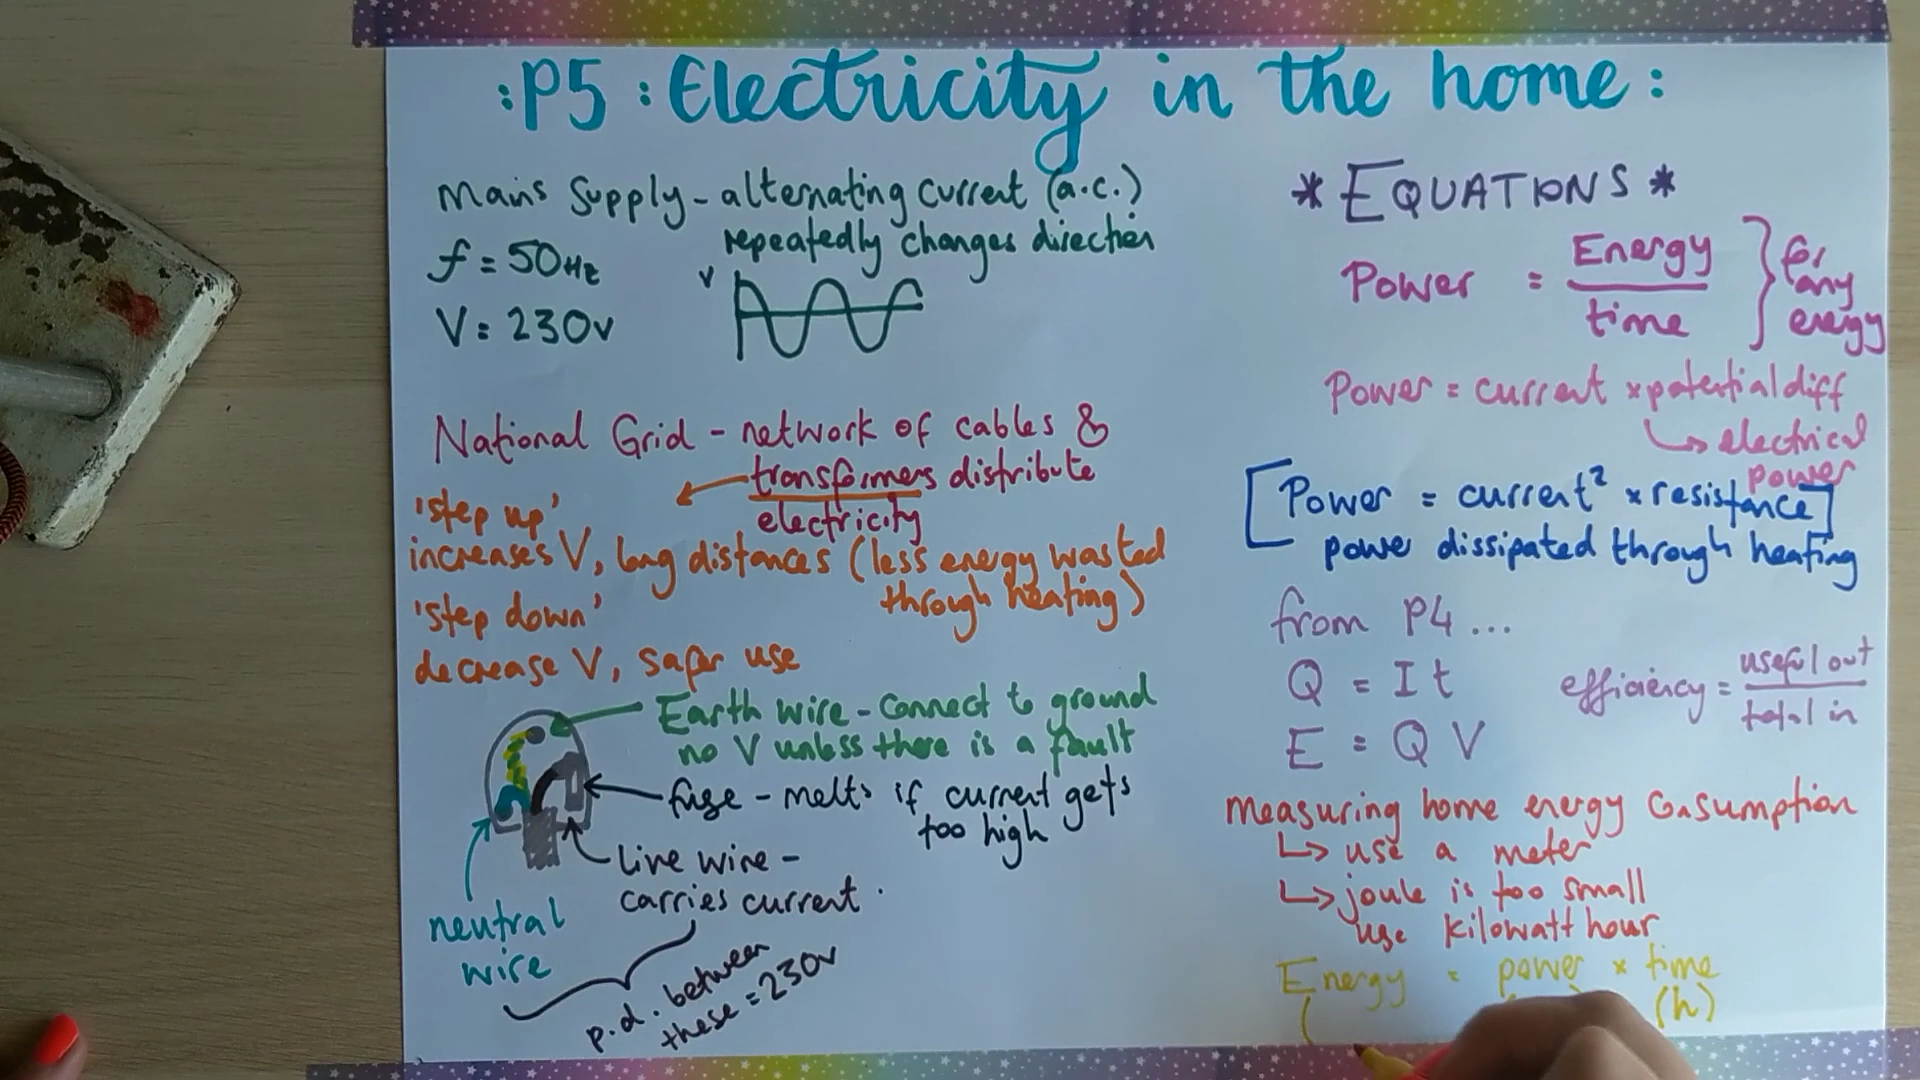 :P5: Electricity in the home:
Mains Supply - alternating current (a.c.)
repeatedly changes direction
f = 50Hz
V = 230v
V
National Grid - network of cables &
transformers distribute
electricity
'step up'
increases V, long distances (less energy wasted
through heating)
'step down'
decrease V, safer use
Earth wire - connect to ground
no V unless there is a fault
fuse - melts if current gets
too high
live wire -
carries current
neutral
wire
p.d. between
these = 230v
* EQUATIONS *
Power = Energy
time
for
any
energy
Power = current × potential diff
electrical
power
[Power = current² × resistance]
power dissipated through heating
from P4...
Q = It
E = QV
efficiency = useful out
total in
measuring home energy consumption
use a meter
joule is too small
use kilowatt hour
Energy = power × time
(h)